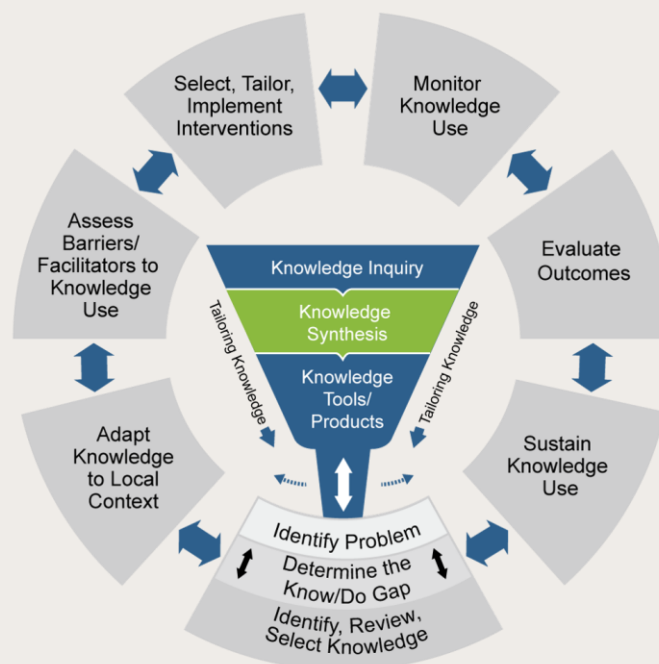 Select, Tailor,
Implement
Interventions
Monitor
Knowledge
Use
Assess
Barriers/
Facilitators to
Knowledge
Use
Evaluate
Outcomes
Knowledge Inquiry
Knowledge
Synthesis
Knowledge
Tools/
Products
Tailoring Knowledge
Tailoring Knowledge
Adapt
Knowledge
to Local
Context
Sustain
Knowledge
Use
Identify Problem
Determine the
Know/Do Gap
Identify, Review,
Select Knowledge